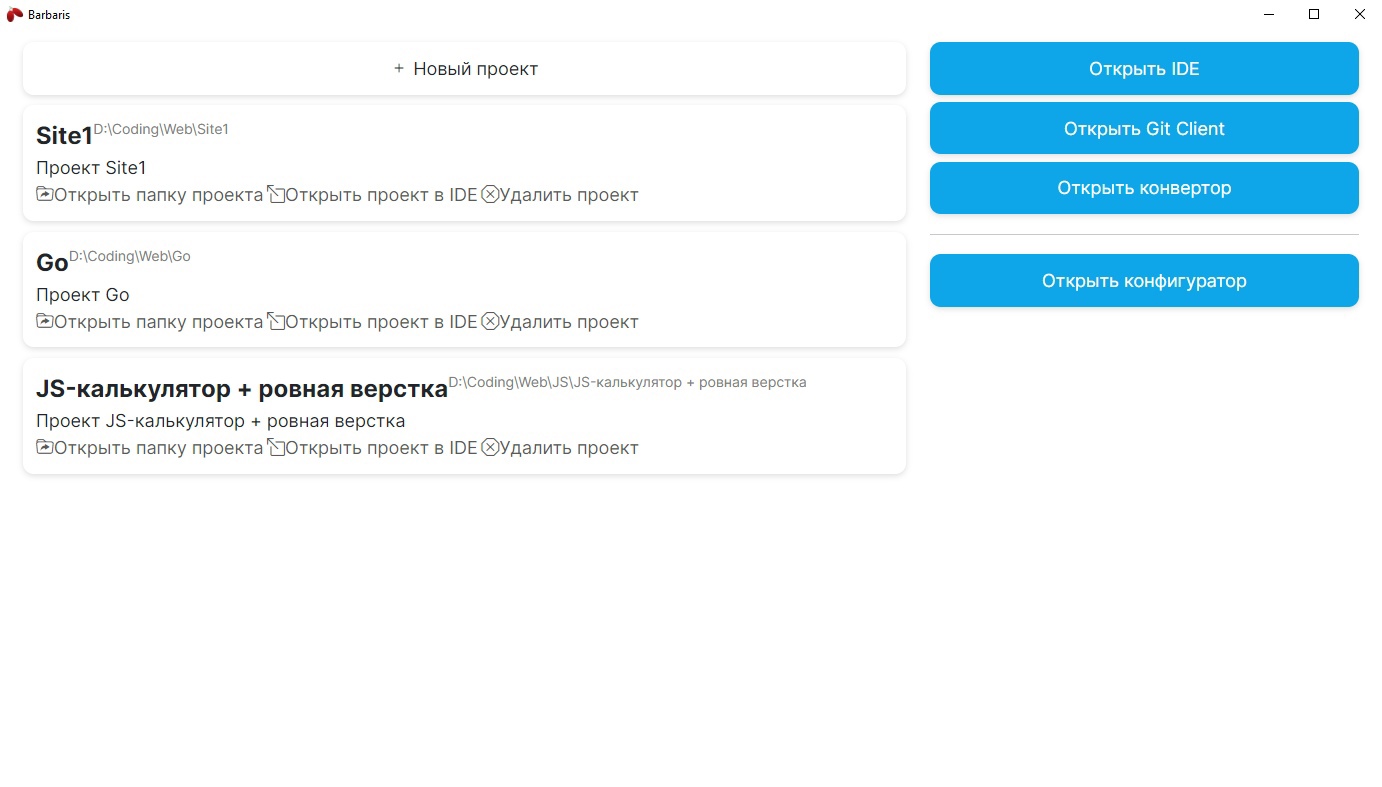 Barbaris
+ Новый проект
Site1 D:\Coding\Web\Site1
Проект Site1
Открыть папку проекта Открыть проект в IDE Удалить проект
Go D:\Coding\Web\Go
Проект Go
Открыть папку проекта Открыть проект в IDE Удалить проект
JS-калькулятор + ровная верстка D:\Coding\Web\JS\JS-калькулятор + ровная верстка
Проект JS-калькулятор + ровная верстка
Открыть папку проекта Открыть проект в IDE Удалить проект
Открыть IDE
Открыть Git Client
Открыть конвертор
Открыть конфигуратор